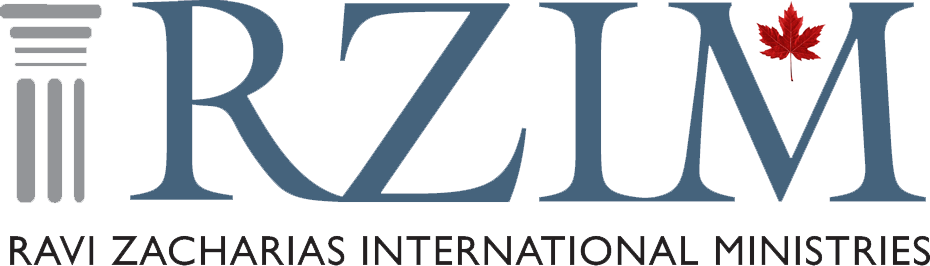 RZIM
RAVI ZACHARIAS INTERNATIONAL MINISTRIES